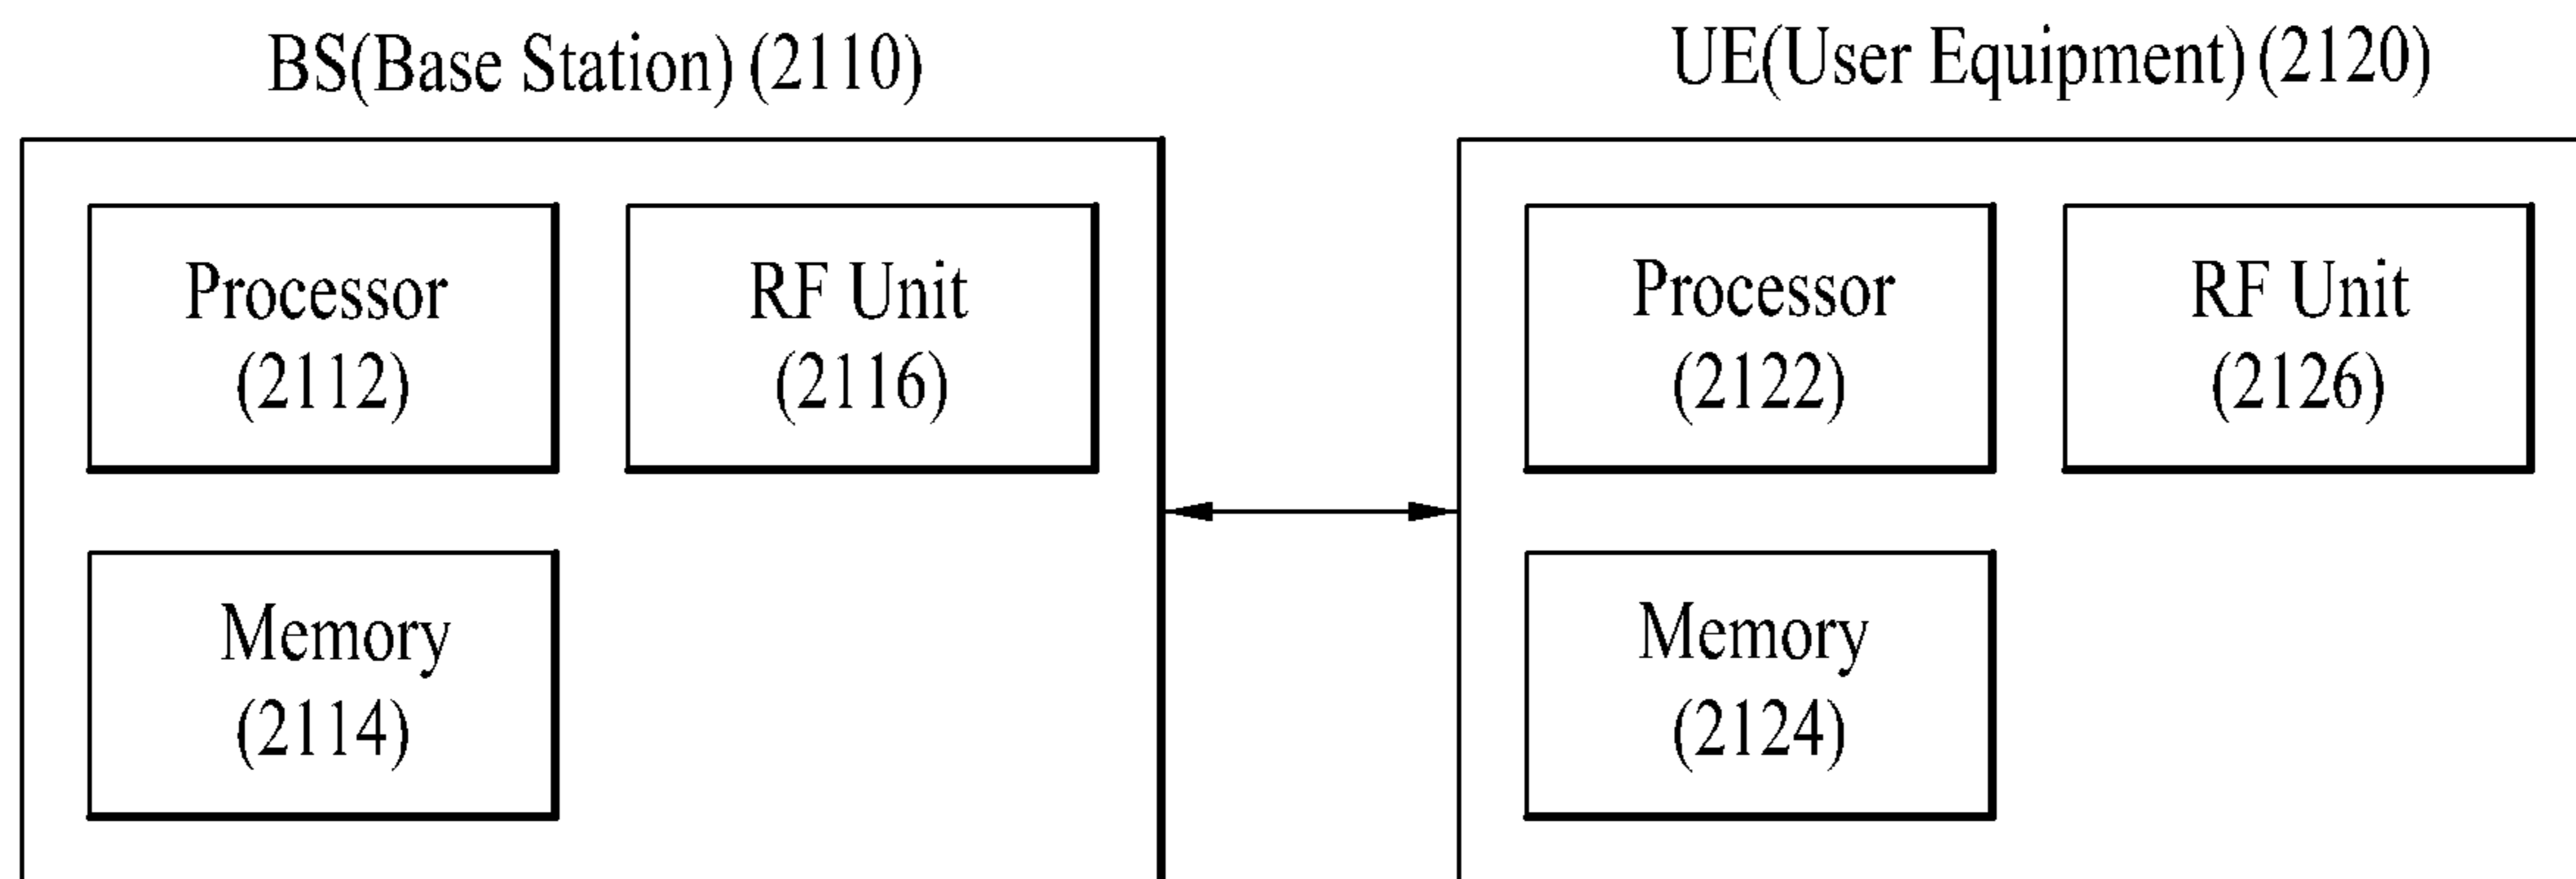 BS(Base Station) (2110)
UE(User Equipment) (2120)
Processor
(2112)
RF Unit
(2116)
Memory
(2114)
Processor
(2122)
RF Unit
(2126)
Memory
(2124)